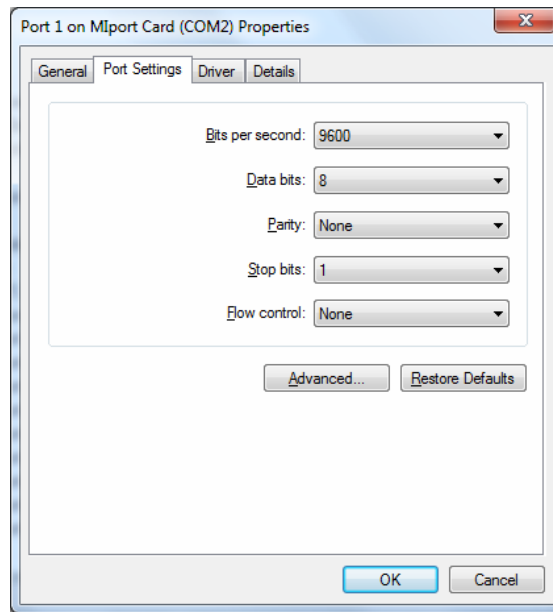 Port 1 on MIport Card (COM2) Properties
General Port Settings Driver Details
Bits per second: 9600
Data bits: 8
Parity: None
Stop bits: 1
Flow control: None
Advanced... Restore Defaults
OK Cancel